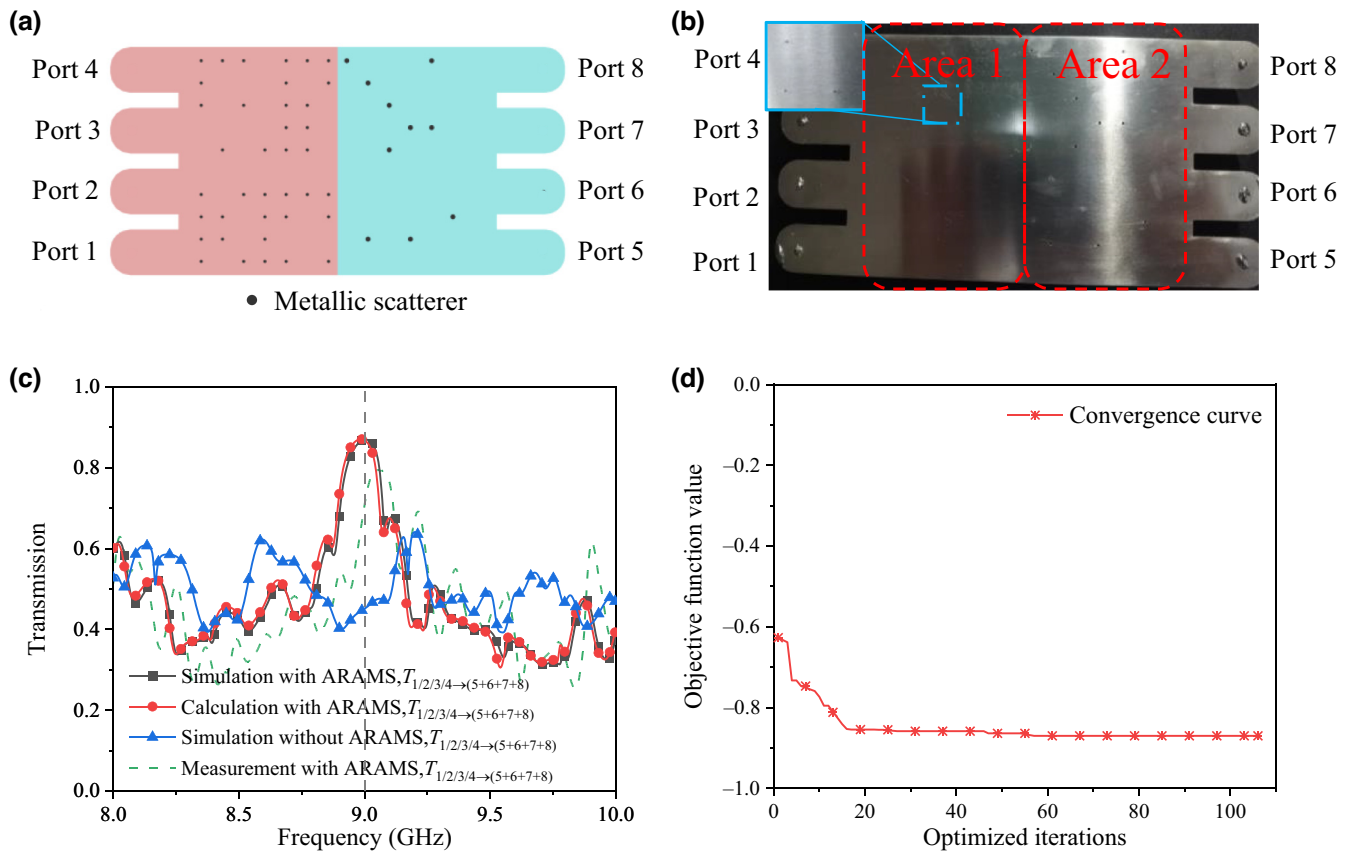 (a)
Port 4
Port 3
Port 2
Port 1
Port 8
Port 7
Port 6
Port 5
Metallic scatterer
(b)
Port 4
Port 3
Port 2
Port 1
Area 1
Area 2
Port 8
Port 7
Port 6
Port 5
(c)
1.0
0.8
0.6
0.4
0.2
0.0
Transmission
Simulation with ARAMS,T1/2/3/4→(5+6+7+8)
Calculation with ARAMS,T1/2/3/4→(5+6+7+8)
Simulation without ARAMS,T1/2/3/4→(5+6+7+8)
Measurement with ARAMS,T1/2/3/4→(5+6+7+8)
8.0 8.5 9.0 9.5 10.0
Frequency (GHz)
(d)
0.0
–0.2
–0.4
–0.6
–0.8
–1.0
Objective function value
Convergence curve
0 20 40 60 80 100
Optimized iterations